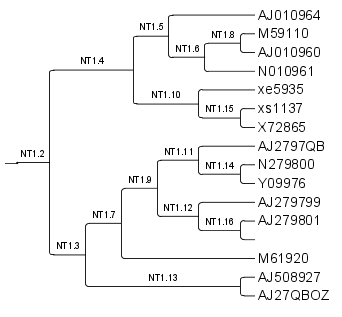 AJ010964
NT1.5
M59110
NT1.8
NT1.6
AJ010960
NT1.4
N010961
xe5935
NT1.10
xs1137
NT1.15
X72865
AJ2797QB
NT1.11
NT1.2
N279800
NT1.14
NT1.9
Y09976
AJ279799
NT1.12
NT1.7
AJ279801
NT1.16
NT1.3
M61920
AJ508927
NT1.13
AJ27QBOZ